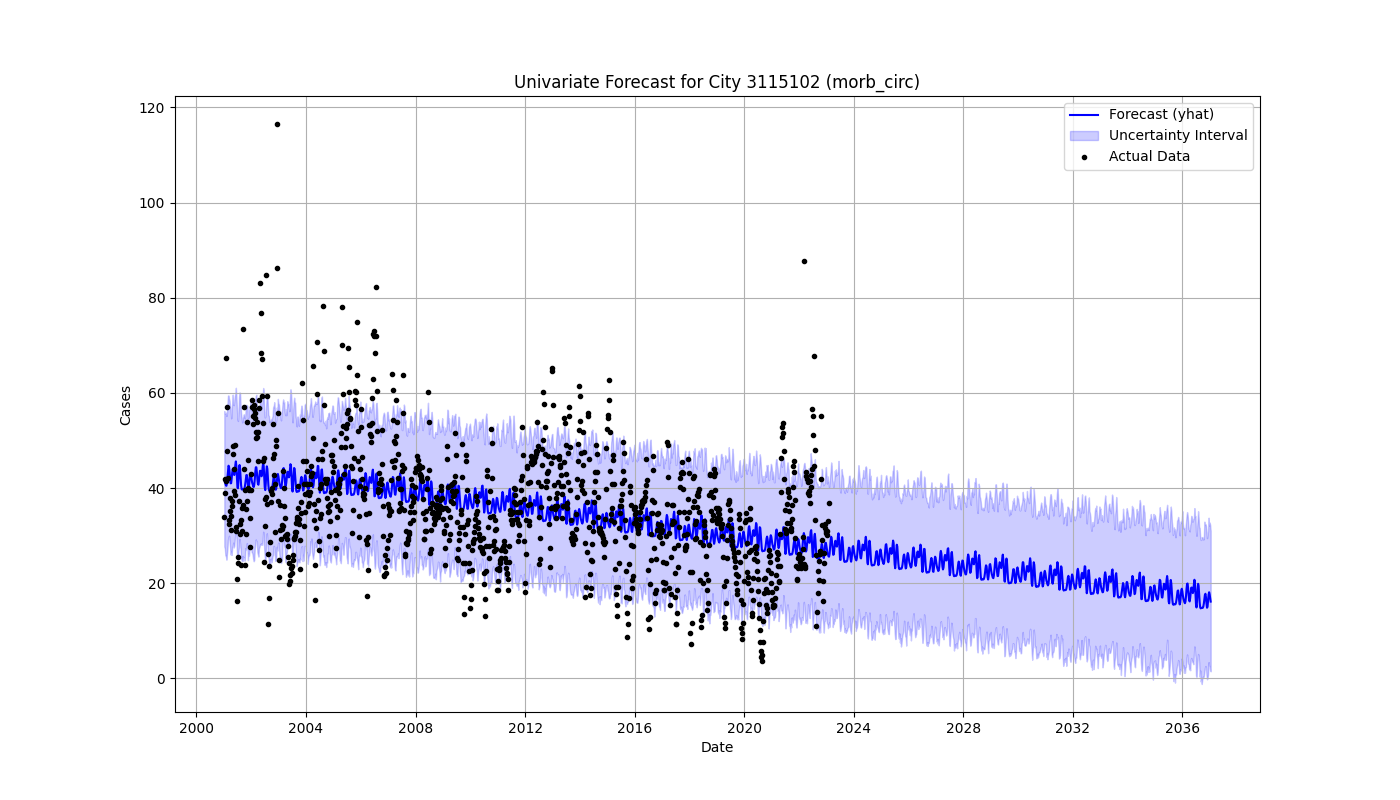 Univariate Forecast for City 3115102 (morb_circ)
Forecast (yhat)
Uncertainty Interval
Actual Data
Cases
120
100
80
60
40
20
0
2000 2004 2008 2012 2016 2020 2024 2028 2032 2036
Date